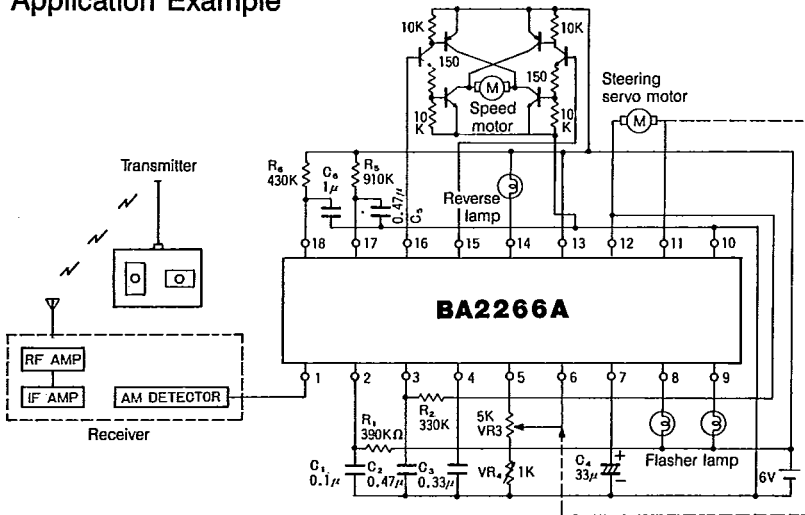 Application Example
10K
10K
150
150
M
Speed
motor
10
K
10
K
Steering
servo motor
M
Transmitter
R6
430K
C6
1μ
R5
910K
0.47μ
C5
Reverse
lamp
18
17
16
15
14
13
12
11
10
BA2266A
RF AMP
IF AMP
AM DETECTOR
Receiver
1
2
3
4
5
6
7
8
9
R1
390KΩ
R2
330K
5K
VR3
C1
0.1μ
C2
0.47μ
C3
0.33μ
VR4
1K
C4
33μ
+
−
Flasher lamp
6V